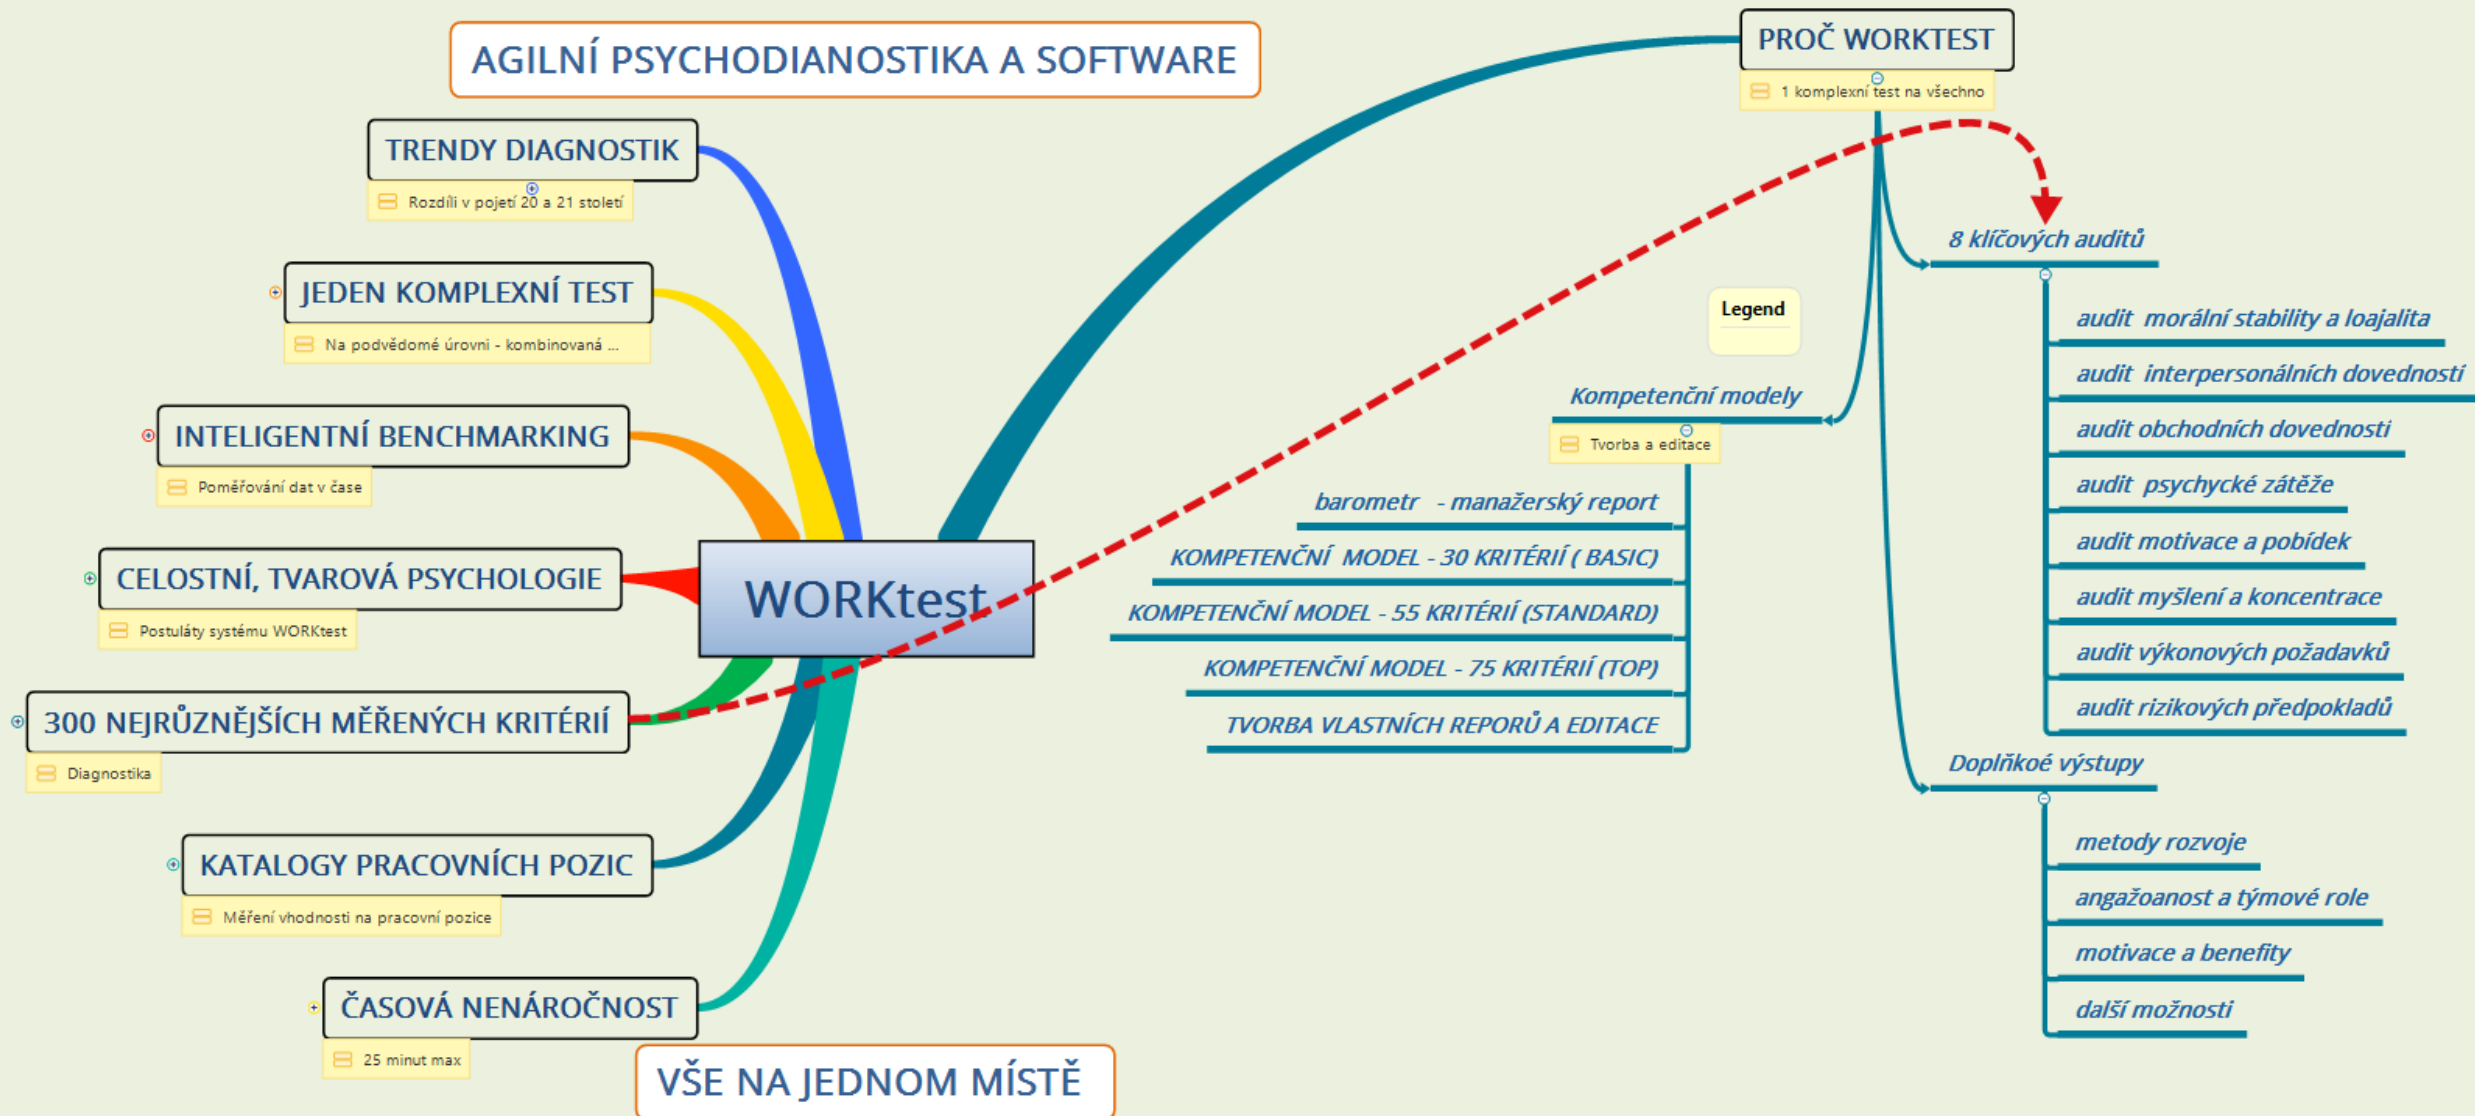 AGILNÍ PSYCHODIANOSTIKA A SOFTWARE
TRENDY DIAGNOSTIK
Rozdíli v pojetí 20 a 21 století
JEDEN KOMPLEXNÍ TEST
Na podvědomé úrovni - kombinovaná ...
INTELIGENTNÍ BENCHMARKING
Poměřování dat v čase
CELOSTNÍ, TVAROVÁ PSYCHOLOGIE
Postuláty systému WORKtest
300 NEJRŮZNĚJŠÍCH MĚŘENÝCH KRITÉRIÍ
Diagnostika
KATALOGY PRACOVNÍCH POZIC
Měření vhodnosti na pracovní pozice
ČASOVÁ NENÁROČNOST
25 minut max
VŠE NA JEDNOM MÍSTĚ
WORKtest
PROČ WORKTEST
1 komplexní test na všechno
Legend
Kompetenční modely
Tvorba a editace
barometr - manažerský report
KOMPETENČNÍ MODEL - 30 KRITÉRIÍ ( BASIC)
KOMPETENČNÍ MODEL - 55 KRITÉRIÍ (STANDARD)
KOMPETENČNÍ MODEL - 75 KRITÉRIÍ (TOP)
TVORBA VLASTNÍCH REPORŮ A EDITACE
8 klíčových auditů
audit morální stability a loajalita
audit interpersonálních dovedností
audit obchodních dovedností
audit psychycké zátěže
audit motivace a pobídek
audit myšlení a koncentrace
audit výkonových požadavků
audit rizikových předpokladů
Doplňkoé výstupy
metody rozvoje
angažoanost a týmové role
motivace a benefity
další možnosti